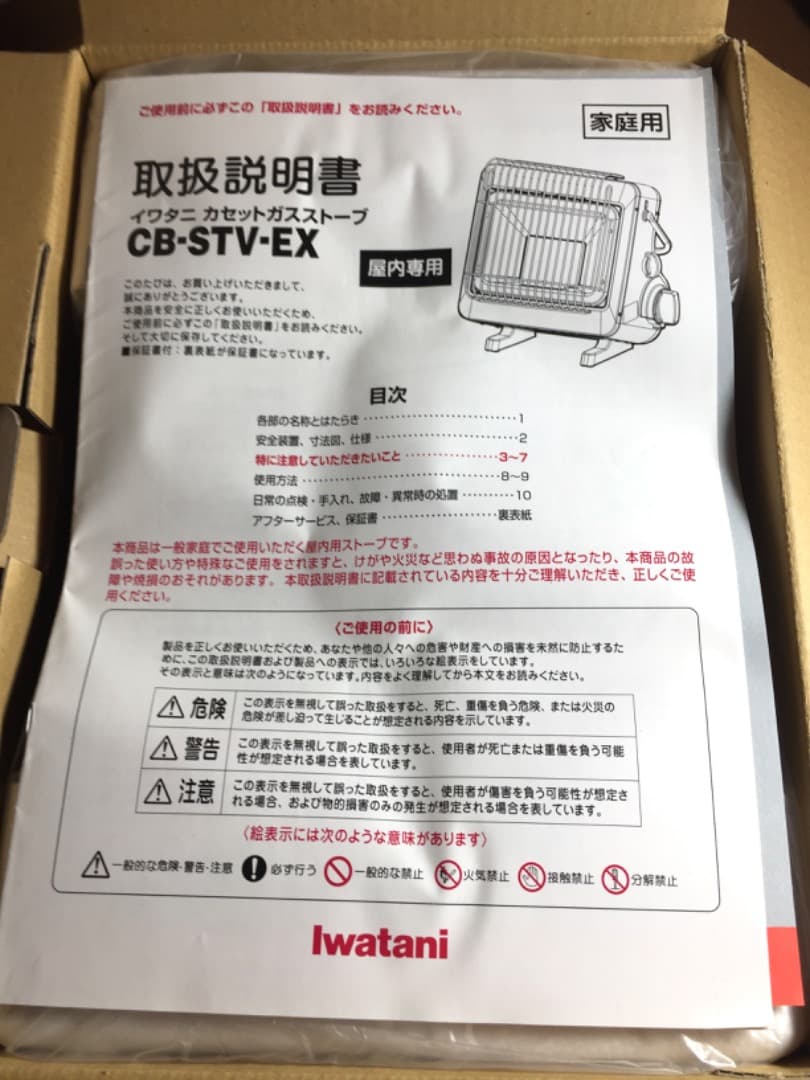 ご使用前に必ずこの「取扱説明書」をお読みください。
家庭用
取扱説明書
イワタニ カセットガスストーブ
CB-STV-EX
屋内専用
このたびは、お買い上げいただきまして、
誠にありがとうございます。
本商品を安全に正しくお使いいただくため、
ご使用前に必ずこの「取扱説明書」をお読みください。
そして大切に保存してください。
■保証書付:裏表紙が保証書になっています。
目次
各部の名称とはたらき…………………………1
安全装置、寸法図、仕様………………………2
特に注意していただきたいこと………………3~7
使用方法…………………………………8~9
日常の点検・手入れ、故障・異常時の処置………10
アフターサービス、保証書…………………裏表紙
本商品は一般家庭でご使用いただく屋内用ストーブです。
誤った使い方や特殊なご使用をされますと、けがや火災など思わぬ事故の原因となったり、本商品の故
障や焼損のおそれがあります。本取扱説明書に記載されている内容を十分ご理解いただき、正しくご使
用ください。
〈ご使用の前に〉
製品を正しくお使いいただくため、あなたや他の人々への危害や財産への損害を未然に防止するた
めに、この取扱説明書および製品への表示では、いろいろな絵表示をしています。
その表示と意味は次のようになっています。内容をよく理解してから本文をお読みください。
危険 この表示を無視して誤った取扱をすると、死亡、重傷を負う危険、または火災の
危険が差し迫って生じることが想定される内容を示しています。
警告 この表示を無視して誤った取扱をすると、使用者が死亡または重傷を負う可能
性が想定される場合を表しています。
注意 この表示を無視して誤った取扱をすると、使用者が傷害を負う可能性が想定さ
れる場合、および物的損害のみの発生が想定される場合を表しています。
〈絵表示には次のような意味があります〉
一般的な危険・警告・注意 必ず行う 一般的な禁止 火気禁止 接触禁止 分解禁止
Iwatani